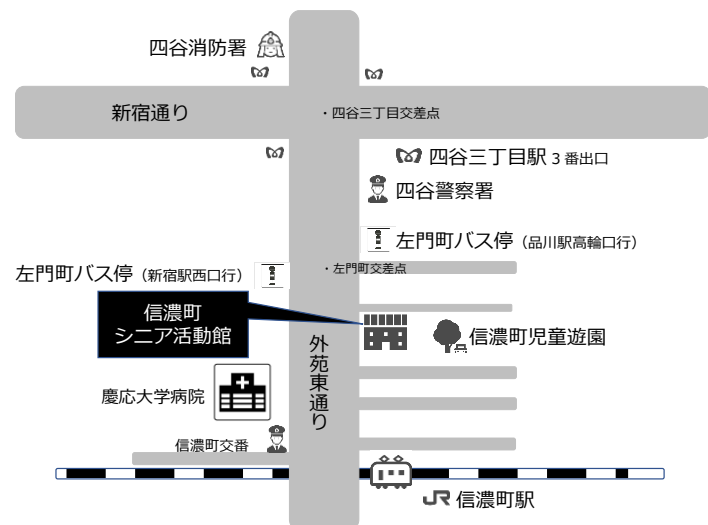 四谷消防署
新宿通り
・四谷三丁目交差点
四谷三丁目駅 3 番出口
四谷警察署
左門町バス停（品川駅高輪口行）
左門町バス停（新宿駅西口行）
・左門町交差点
信濃町
シニア活動館
信濃町児童遊園
外苑東通り
慶応大学病院
信濃町交番
JR 信濃町駅